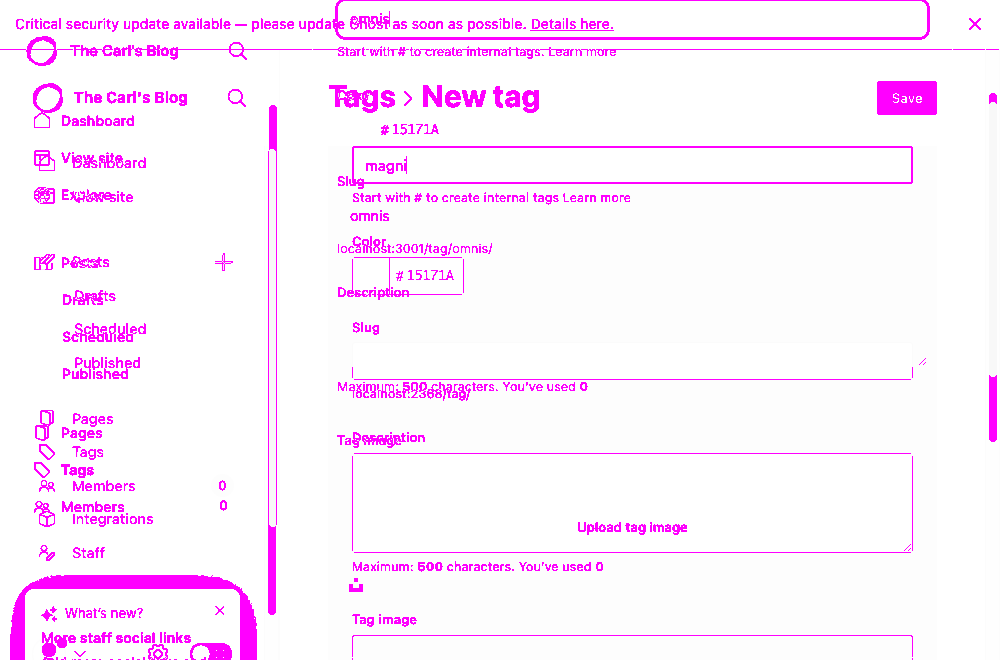 Critical security update available — please update Ghost as soon as possible. Details here.
omnis
The Carl's Blog
Start with # to create internal tags. Learn more
The Carl's Blog
Tags > New tag
Save
Dashboard
# 15171A
View site
Dashboard
magni
Slug
Explore
View site
Start with # to create internal tags Learn more
omnis
Color
localhost:3001/tag/omnis/
Posts
Posts
# 15171A
Description
Drafts
Drafts
Scheduled
Scheduled
Slug
Published
Published
Maximum: 500 characters. You've used 0
localhost:2368/tag/
Pages
Pages
Tag image
Description
Tags
Tags
Members 0
Members 0
Integrations
Upload tag image
Staff
Maximum: 500 characters. You've used 0
What's new?
Tag image
More staff social links